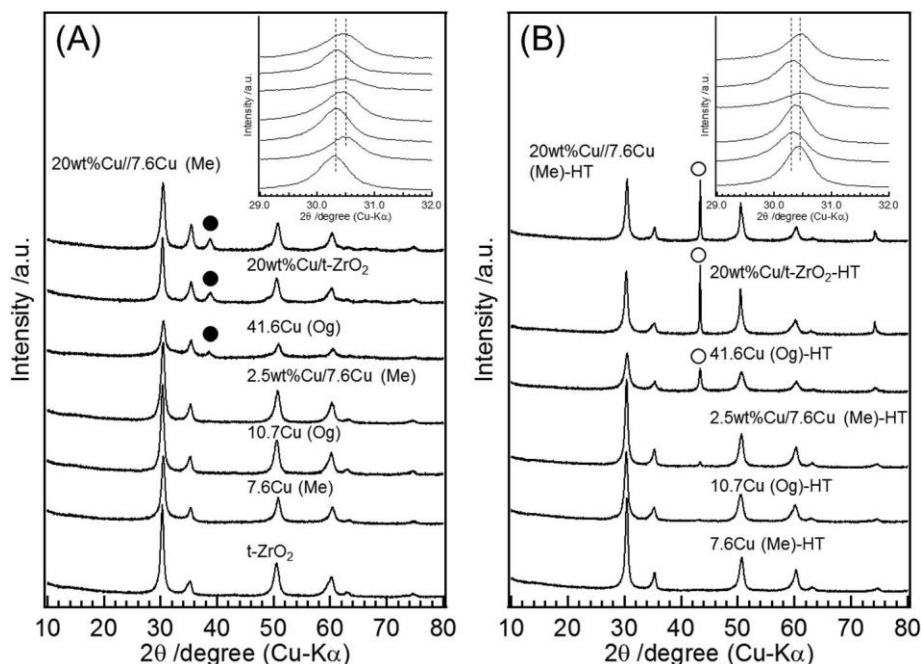 (A)
Intensity /a.u.
29.0 30.0 31.0 32.0
2θ /degree (Cu-Kα)
20wt%Cu//7.6Cu (Me)
20wt%Cu/t-ZrO₂
41.6Cu (Og)
2.5wt%Cu/7.6Cu (Me)
10.7Cu (Og)
7.6Cu (Me)
t-ZrO₂
Intensity /a.u.
10 20 30 40 50 60 70 80
2θ /degree (Cu-Kα)
(B)
Intensity /a.u.
29.0 30.0 31.0 32.0
2θ /degree (Cu-Kα)
20wt%Cu//7.6Cu
(Me)-HT
20wt%Cu/t-ZrO₂-HT
41.6Cu (Og)-HT
2.5wt%Cu/7.6Cu (Me)-HT
10.7Cu (Og)-HT
7.6Cu (Me)-HT
Intensity /a.u.
10 20 30 40 50 60 70 80
2θ /degree (Cu-Kα)